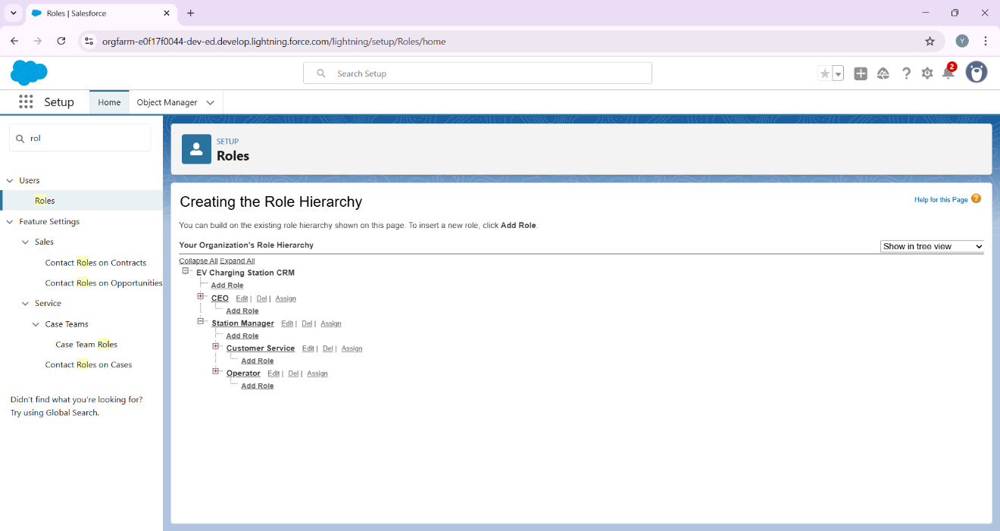 Roles | Salesforce
orgfarm-e0f17f0044-dev-ed.develop.lightning.force.com/lightning/setup/Roles/home
Y
Search Setup
2
Setup
Home
Object Manager
rol
Users
Roles
Feature Settings
Sales
Contact Roles on Contracts
Contact Roles on Opportunities
Service
Case Teams
Case Team Roles
Contact Roles on Cases
Didn't find what you're looking for?
Try using Global Search.
SETUP
Roles
Creating the Role Hierarchy
Help for this Page ?
You can build on the existing role hierarchy shown on this page. To insert a new role, click Add Role.
Your Organization's Role Hierarchy
Show in tree view
Collapse All Expand All
EV Charging Station CRM
Add Role
CEO Edit | Del | Assign
Add Role
Station Manager Edit | Del | Assign
Add Role
Customer Service Edit | Del | Assign
Add Role
Operator Edit | Del | Assign
Add Role